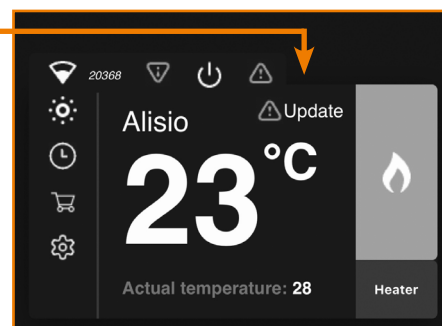 20368
Update
Alisio
23°C
Actual temperature: 28
Heater